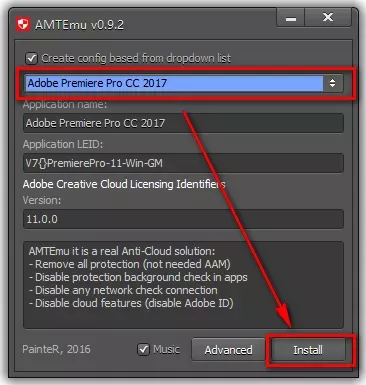 AMTEmu v0.9.2
Create config based from dropdown list
Adobe Premiere Pro CC 2017
Application name:
Adobe Premiere Pro CC 2017
Application LEID:
V7{}PremierePro-11-Win-GM
Adobe Creative Cloud Licensing Identifiers
Version:
11.0.0
AMTEmu it is a real Anti-Cloud solution:
- Remove all protection (not needed AAM)
- Disable protection background check in apps
- Disable any network check connection
- Disable cloud features (disable Adobe ID)
PainteR, 2016 Music Advanced Install